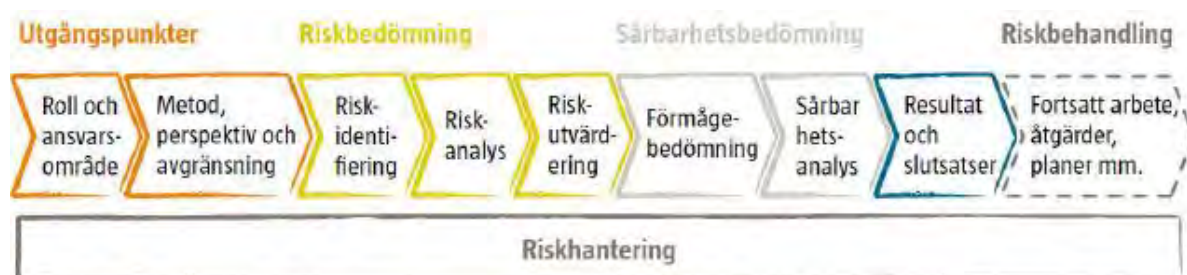 Utgångspunkter
Riskbedömning
Sårbarhetsbedömning
Riskbehandling
Roll och
ansvars-
område
Metod,
perspektiv och
avgränsning
Risk-
identi-
fiering
Risk-
analys
Risk-
utvärd-
ering
Förmåge-
bedömning
Sårbar
hets-
analys
Resultat
och
slutsatser
Fortsatt arbete,
åtgärder,
planer mm.
Riskhantering